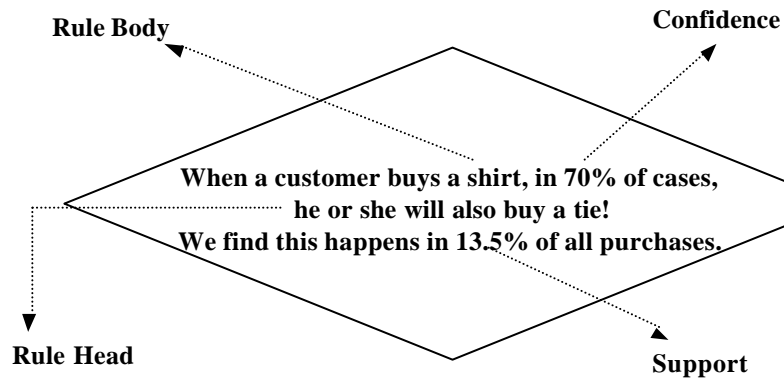 Rule Body
Confidence
When a customer buys a shirt, in 70% of cases,
he or she will also buy a tie!
We find this happens in 13.5% of all purchases.
Rule Head
Support